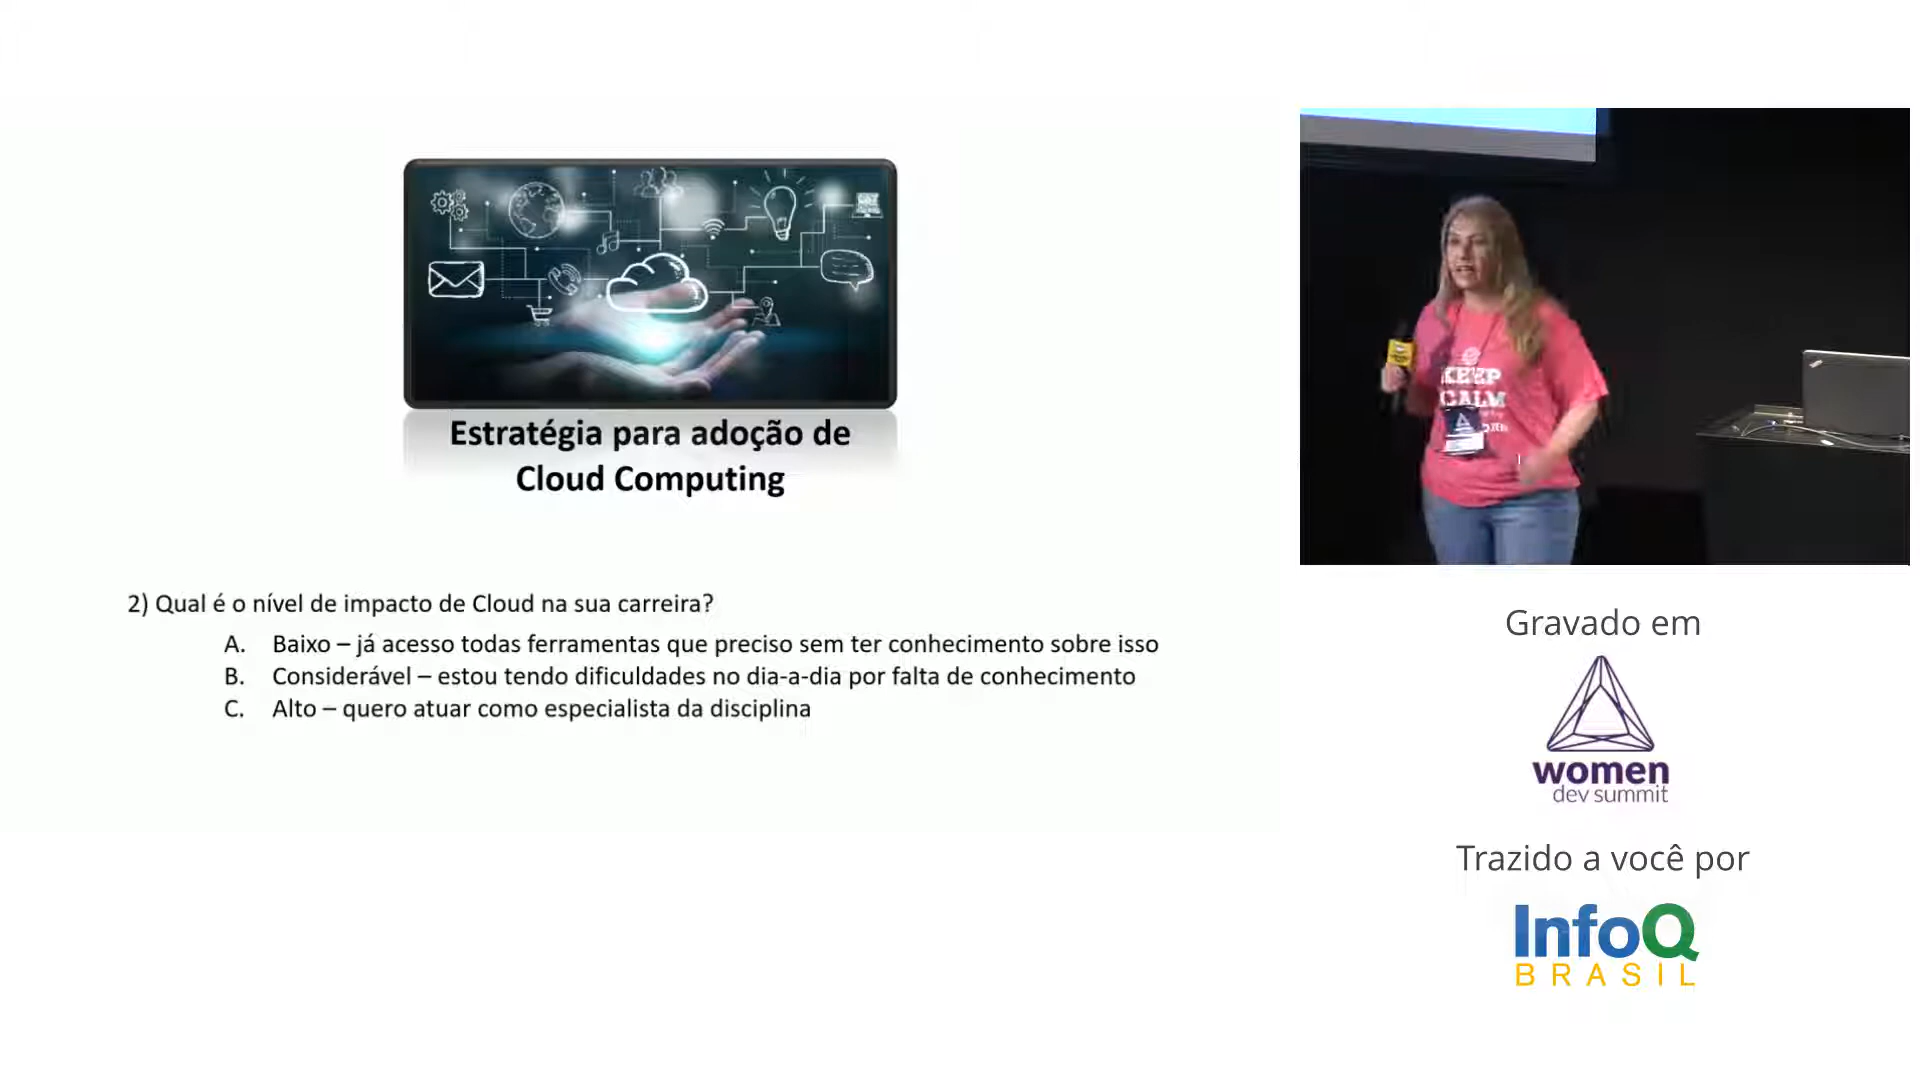 Estratégia para adoção de
Cloud Computing
2) Qual é o nível de impacto de Cloud na sua carreira?
A. Baixo – já acesso todas ferramentas que preciso sem ter conhecimento sobre isso
B. Considerável – estou tendo dificuldades no dia-a-dia por falta de conhecimento
C. Alto – quero atuar como especialista da disciplina
KEEP
CALM
Gravado em
women
dev summit
Trazido a você por
InfoQ
BRASIL